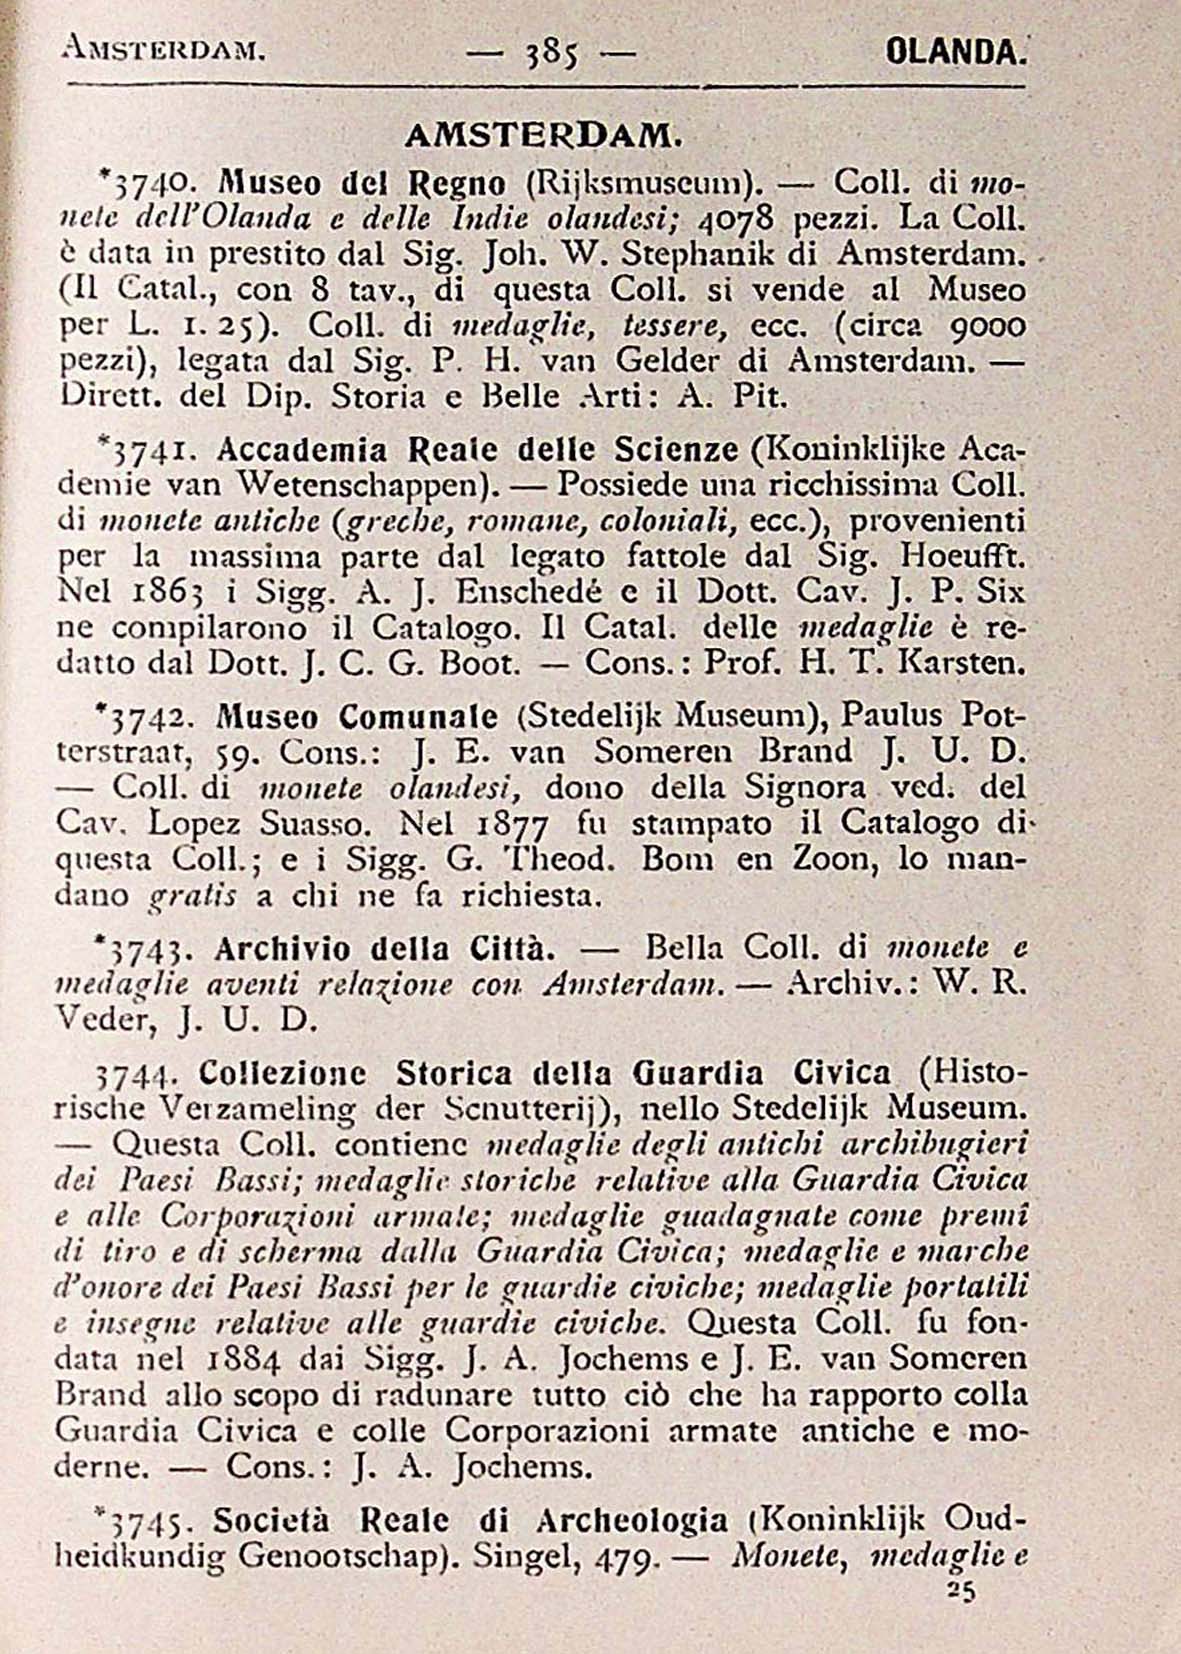 AMSTERDAM. — 385 — OLANDA.
AMSTERDAM.
*3740. Museo del Regno (Rijksmuseum). — Coll. di mo-
nete dell'Olanda e delle Indie olandesi; 4078 pezzi. La Coll.
è data in prestito dal Sig. Joh. W. Stephanik di Amsterdam.
(Il Catal., con 8 tav., di questa Coll. si vende al Museo
per L. 1.25). Coll. di medaglie, tessere, ecc. (circa 9000
pezzi), legata dal Sig. P. H. van Gelder di Amsterdam. —
Dirett. del Dip. Storia e Belle Arti: A. Pit.
*3741. Accademia Reale delle Scienze (Koninklijke Aca-
demie van Wetenschappen). — Possiede una ricchissima Coll.
di monete antiche (greche, romane, coloniali, ecc.), provenienti
per la massima parte dal legato fattole dal Sig. Hoeufft.
Nel 1863 i Sigg. A. J. Enschedé e il Dott. Cav. J. P. Six
ne compilarono il Catalogo. Il Catal. delle medaglie è re-
datto dal Dott. J. C. G. Boot. — Cons.: Prof. H. T. Karsten.
*3742. Museo Comunale (Stedelijk Museum), Paulus Pot-
terstraat, 59. Cons.: J. E. van Someren Brand J. U. D.
— Coll. di monete olandesi, dono della Signora ved. del
Cav. Lopez Suasso. Nel 1877 fu stampato il Catalogo di
questa Coll.; e i Sigg. G. Theod. Bom en Zoon, lo man-
dano gratis a chi ne fa richiesta.
*3743. Archivio della Città. — Bella Coll. di monete e
medaglie aventi relazione con Amsterdam. — Archiv.: W. R.
Veder, J. U. D.
3744. Collezione Storica della Guardia Civica (Histo-
rische Verzameling der Scnutterij), nello Stedelijk Museum.
— Questa Coll. contiene medaglie degli antichi archibugieri
dei Paesi Bassi; medaglie storiche relative alla Guardia Civica
e alle Corporazioni armate; medaglie guadagnate come premî
di tiro e di scherma dalla Guardia Civica; medaglie e marche
d'onore dei Paesi Bassi per le guardie civiche; medaglie portatili
e insegne relative alle guardie civiche. Questa Coll. fu fon-
data nel 1884 dai Sigg. J. A. Jochems e J. E. van Someren
Brand allo scopo di radunare tutto ciò che ha rapporto colla
Guardia Civica e colle Corporazioni armate antiche e mo-
derne. — Cons.: J. A. Jochems.
*3745. Società Reale di Archeologia (Koninklijk Oud-
heidkundig Genootschap). Singel, 479. — Monete, medaglie e
25